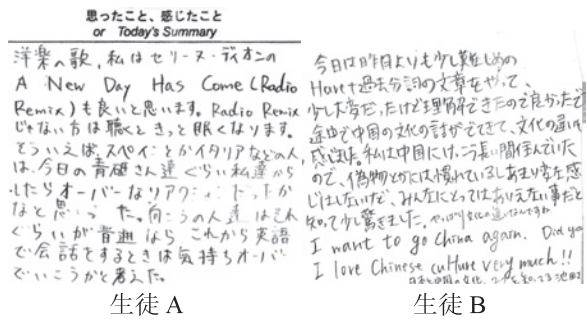 思ったこと、感じたこと
or Today's Summary
洋楽の歌、私はセリーヌ・ディオンの
A New Day Has Come (Radio
Remix)も良いと思います。Radio Remix
じゃない方は聴くときっと眠くなります。
そういえば、スペインとかイタリアなどの人
は、今日の青碓さん達ぐらい私達から
したらオーバーなリアクションだったか
なと思った。向こうの人達はそれ
ぐらいが普通なら、これから英語
で会話をするときは気持ちオーバー
でいこうかと考えた。
生徒A
今日は昨日よりも少し難しめの
Have+過去分詞の文章をやって、
少し大変だったけど理解できたので良かったで
途中で中国の文化の話がでてきて、文化の違いを
感じました。私は中国にけっこう長い間住んでいた
ので、偽物とかには慣れているしあまり変な感
じはしないけど、みんなにとってはありえない事だと
知って少し驚きました。やっぱり文化の違いなんですね
I want to go China again. Did you
I love Chinese culture very much!!
生徒B